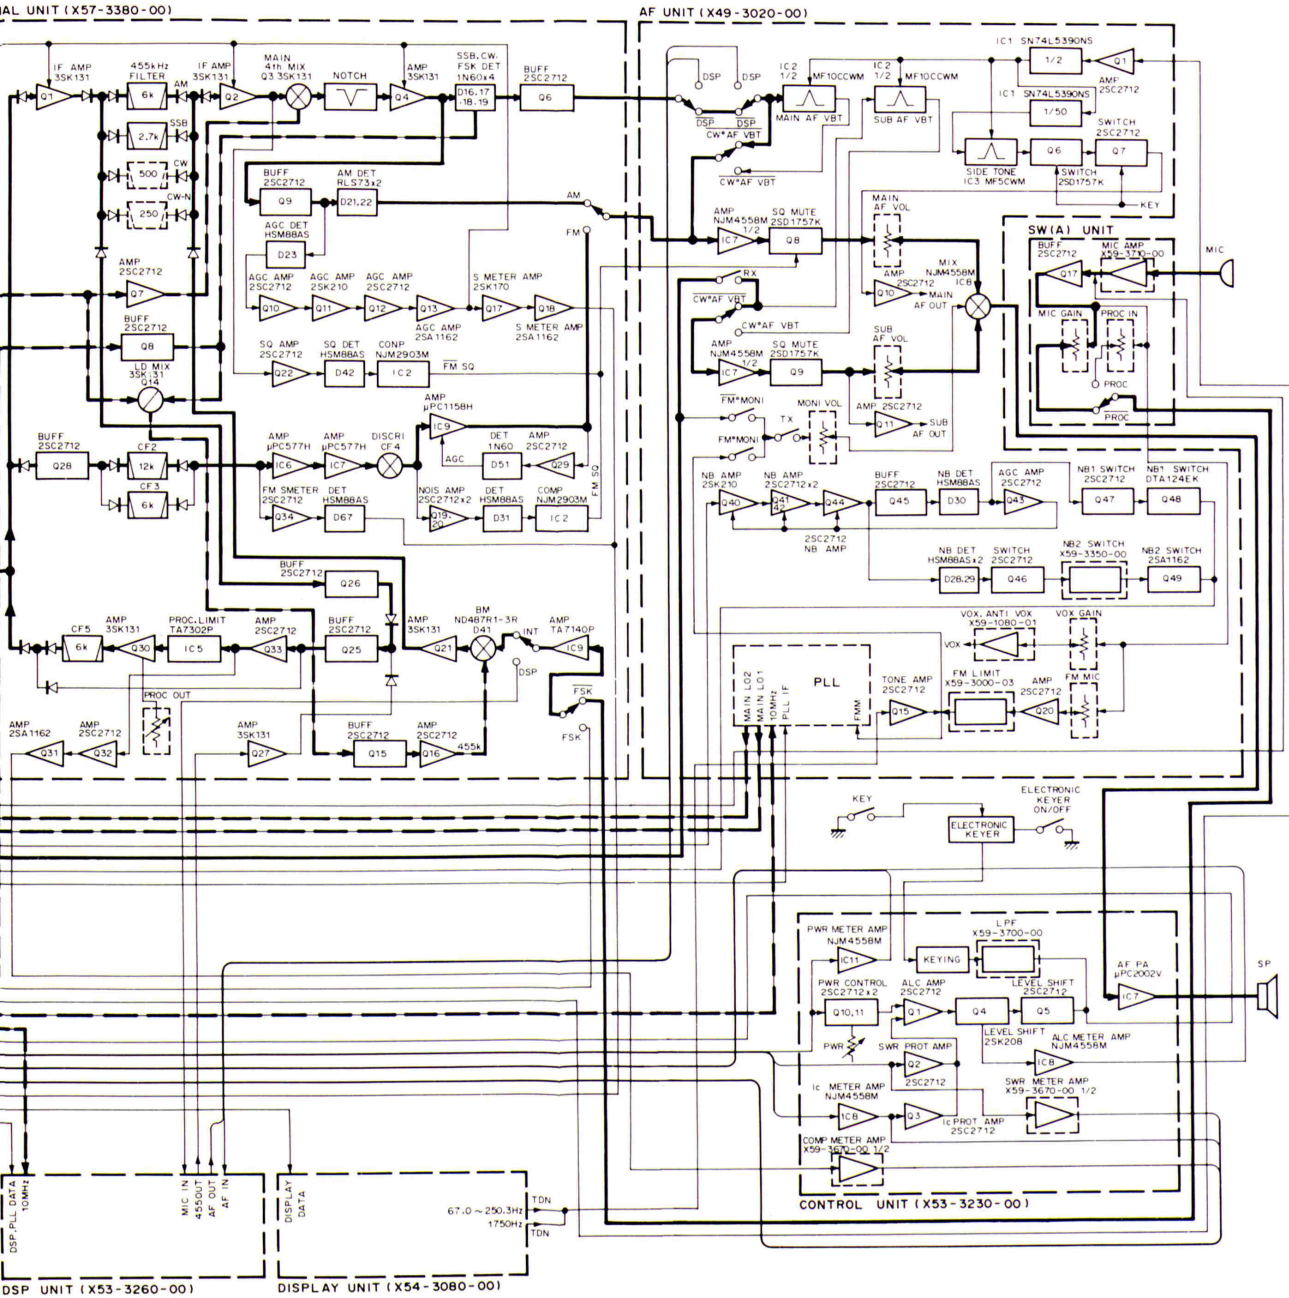 AL UNIT (X57-3380-00)
IF AMP
3SK131
Q1
455kHz
FILTER
6k
AM
IF AMP
3SK131
Q2
MAIN
4th MIX
Q3 3SK131
NOTCH
AMP
3SK131
Q4
SSB, CW,
FSK DET
1N60x4
D16.17
.18.19
BUFF
2SC2712
Q6
2.7k
SSB
500
CW
250
CW-N
BUFF
2SC2712
Q9
AM DET
RLS73x2
D21,22
AM
FM
AGC DET
HSM88AS
D23
AMP
2SC2712
Q7
AGC AMP
2SC2712
Q10
AGC AMP
2SK210
Q11
AGC AMP
2SC2712
Q12
Q13
AGC AMP
2SA1162
S METER AMP
2SK170
Q17
Q18
S METER AMP
2SA1162
BUFF
2SC2712
Q8
SQ AMP
2SC2712
Q22
SQ DET
HSM88AS
D42
CONP
NJM2903M
IC2
FM SQ
LD MIX
3SK131
Q14
AMP
μPC1158H
IC9
BUFF
2SC2712
Q28
CF2
12k
CF3
6k
AMP
μPC577H
IC6
AMP
μPC577H
IC7
DISCRI
CF4
AGC
DET
1N60
D51
AMP
2SC2712
Q29
FM SQ
FM SMETER
2SC2712
Q34
DET
HSM88AS
D67
NOIS AMP
2SC2712x2
Q19.
20
DET
HSM88AS
D31
COMP
NJM2903M
IC2
BUFF
2SC2712
Q26
CF5
6k
AMP
3SK131
Q30
PROC.LIMIT
TA7302P
IC5
AMP
2SC2712
Q33
BUFF
2SC2712
Q25
AMP
3SK131
Q21
BM
ND487R1-3R
D41
INT
DSP
AMP
TA7140P
IC9
PROC OUT
FSK
FSK
AMP
2SA1162
Q31
AMP
2SC2712
Q32
AMP
3SK131
Q27
BUFF
2SC2712
Q15
AMP
2SC2712
Q16
455k
AF UNIT (X49-3020-00)
DSP
DSP
DSP
DSP
IC2
1/2
MF10CCWM
MAIN AF VBT
IC2
1/2
MF10CCWM
SUB AF VBT
IC1 SN74L5390NS
1/2
Q1
AMP
2SC2712
IC1
SN74L5390NS
1/50
SWITCH
2SC2712
Q6
Q7
SIDE TONE
IC3 MF5CWM
SWITCH
2SD1757K
KEY
CW*AF VBT
CW*AF VBT
AMP
NJM4558M
1/2
IC7
SQ MUTE
2SD1757K
Q8
MAIN
AF VOL
RX
CW*AF VBT
CW*AF VBT
AMP
2SC2712
Q10
MAIN
AF OUT
MIX
NJM4558M
IC8
SUB
AF VOL
AMP
NJM4558M
1/2
IC7
SQ MUTE
2SD1757K
Q9
AMP 2SC2712
Q11
SUB
AF OUT
FM*MONI
FM*MONI
TX
MONI VOL
SW(A) UNIT
BUFF
2SC2712
Q17
MIC AMP
X59-3710-00
MIC
MIC GAIN
PROC IN
PROC
PROC
NB AMP
2SK210
Q40
NB AMP
2SC2712x2
Q41
42
Q44
2SC2712
NB AMP
BUFF
2SC2712
Q45
NB DET
HSM88AS
D30
AGC AMP
2SC2712
Q43
NB1 SWITCH
2SC2712
Q47
NB1 SWITCH
DTA124EK
Q48
NB DET
HSM88ASx2
D28.29
SWITCH
2SC2712
Q46
NB2 SWITCH
X59-3350-00
NB2 SWITCH
2SA1162
Q49
VOX, ANTI VOX
X59-1080-01
VOX
VOX GAIN
PLL
MAIN LO2
MAIN LO1
10MHz
PLL IF
FMM
TONE AMP
2SC2712
Q15
FM LIMIT
X59-3000-03
AMP
2SC2712
Q20
FM MIC
KEY
ELECTRONIC
KEYER
ELECTRONIC
KEYER
ON/OFF
PWR METER AMP
NJM4558M
IC11
KEYING
LPF
X59-3700-00
PWR CONTROL
2SC2712x2
Q10,11
PWR
ALC AMP
2SC2712
Q1
Q4
LEVEL SHIFT
2SK208
LEVEL SHIFT
2SC2712
Q5
AF PA
μPC2002V
IC7
SP
SWR PROT AMP
Q2
2SC2712
ALC METER AMP
NJM4558M
IC8
Ic METER AMP
NJM4558M
IC8
Q3
Ic PROT AMP
2SC2712
SWR METER AMP
X59-3670-00 1/2
COMP METER AMP
X59-3670-00 1/2
CONTROL UNIT (X53-3230-00)
DSP, PLL DATA
10MHz
MIC IN
455OUT
AF OUT
AF IN
DSP UNIT (X53-3260-00)
DISPLAY
DATA
67.0~250.3Hz
1750Hz
TDN
TDN
DISPLAY UNIT (X54-3080-00)